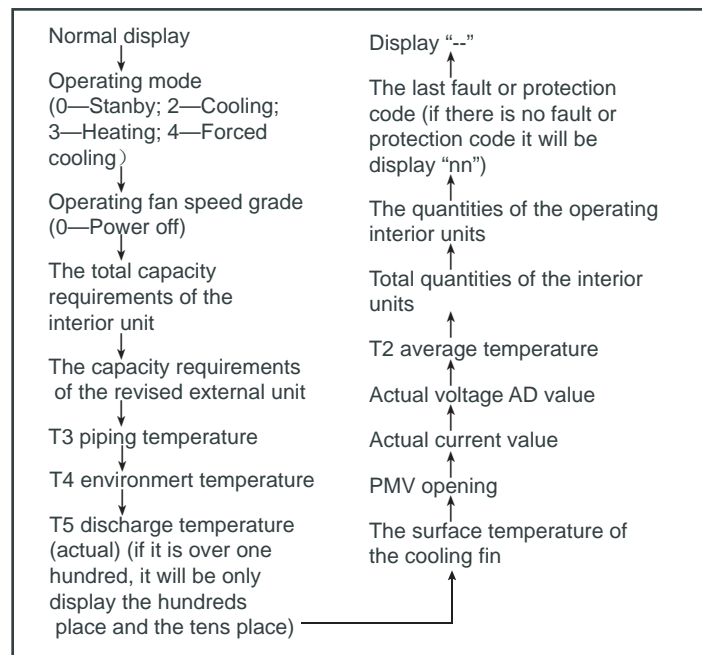 Normal display
Operating mode
(0—Stanby; 2—Cooling;
3—Heating; 4—Forced
cooling）
Operating fan speed grade
(0—Power off)
The total capacity
requirements of the
interior unit
The capacity requirements
of the revised external unit
T3 piping temperature
T4 environmert temperature
T5 discharge temperature
(actual) (if it is over one
hundred, it will be only
display the hundreds
place and the tens place)
Display “--”
The last fault or protection
code (if there is no fault or
protection code it will be
display “nn”)
The quantities of the operating
interior units
Total quantities of the interior
units
T2 average temperature
Actual voltage AD value
Actual current value
PMV opening
The surface temperature of
the cooling fin